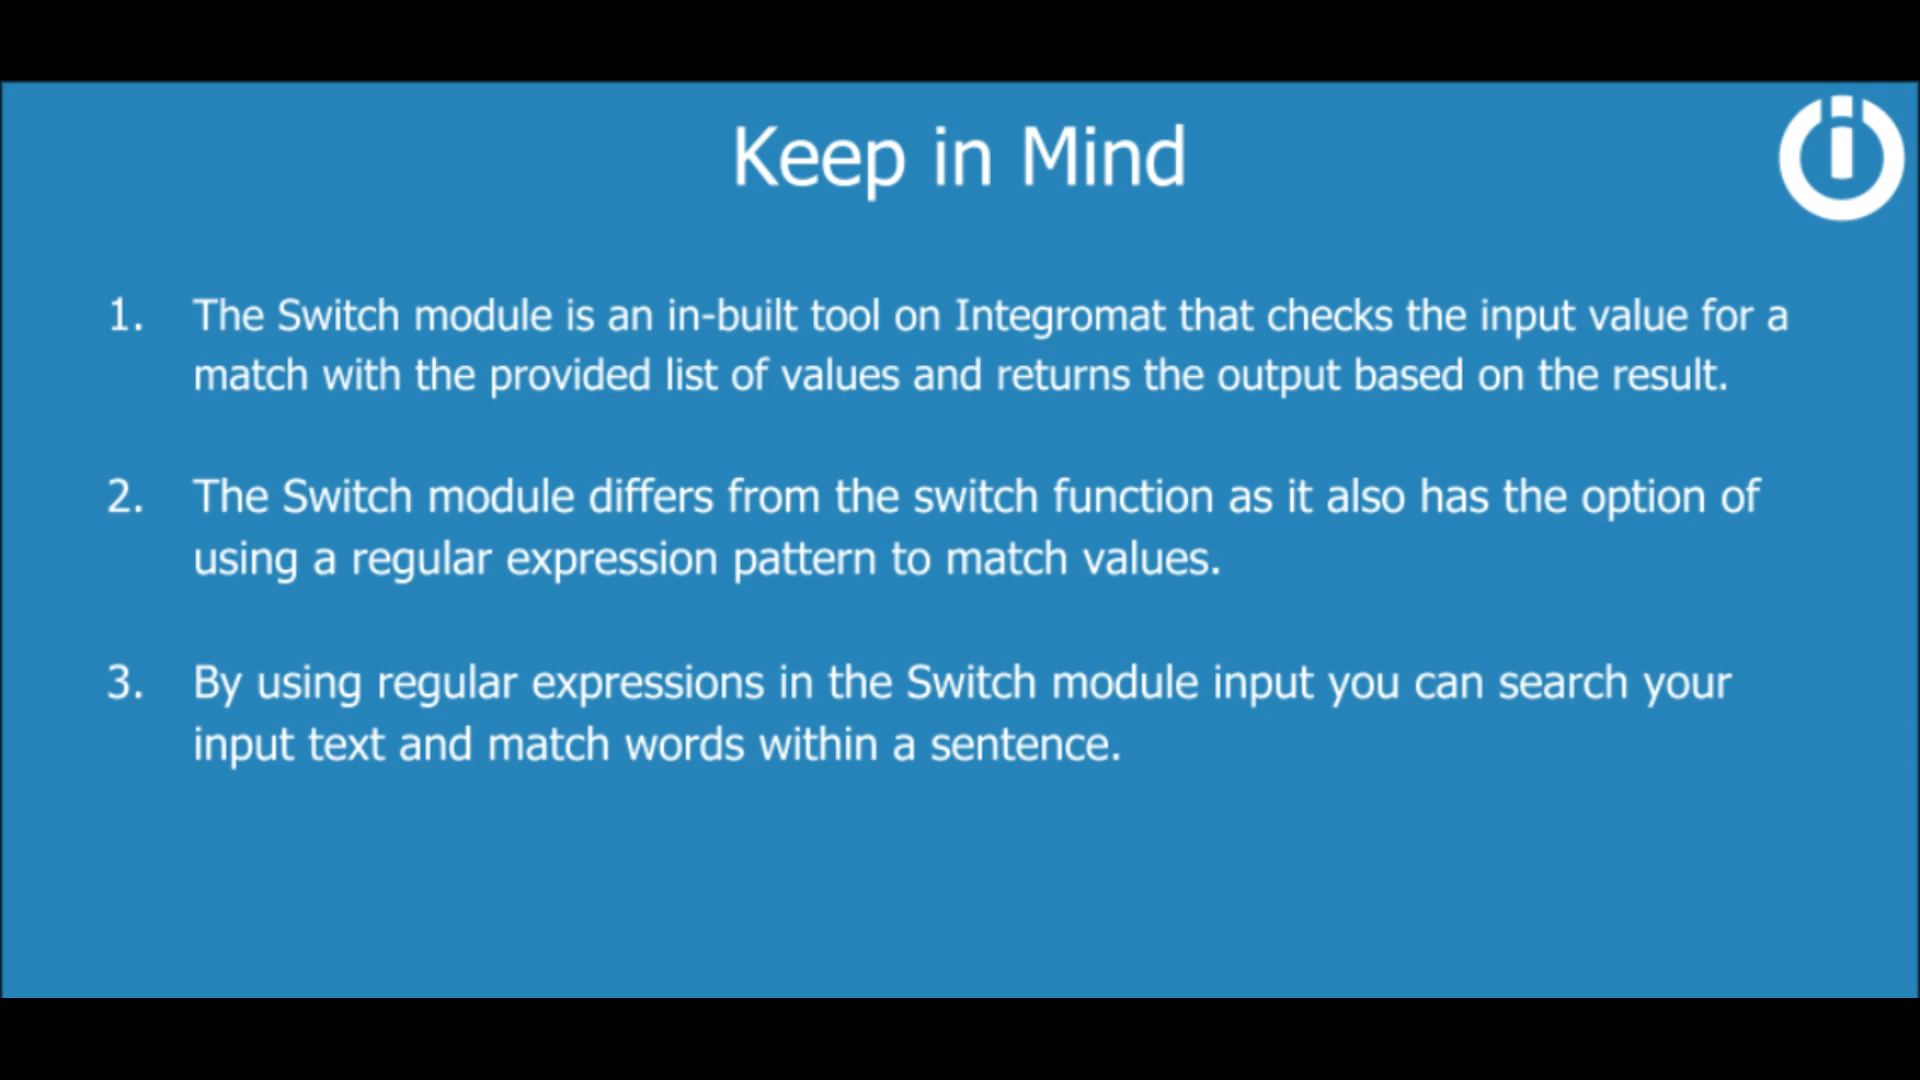 Keep in Mind
1. The Switch module is an in-built tool on Integromat that checks the input value for a
match with the provided list of values and returns the output based on the result.
2. The Switch module differs from the switch function as it also has the option of
using a regular expression pattern to match values.
3. By using regular expressions in the Switch module input you can search your
input text and match words within a sentence.